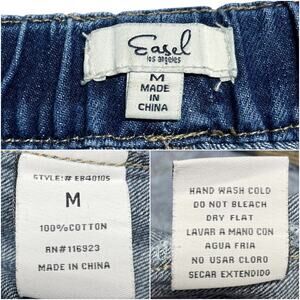 Easel
los angeles
M
MADE
IN
CHINA
STYLE:# EB40105
M
100%COTTON
RN#116923
MADE IN CHINA
HAND WASH COLD
DO NOT BLEACH
DRY FLAT
LAVAR A MANO CON
AGUA FRIA
NO USAR CLORO
SECAR EXTENDIDO